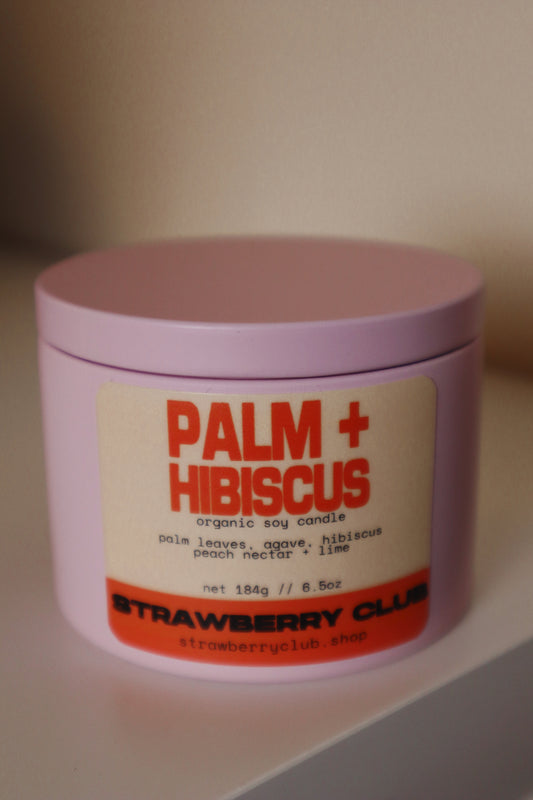 PALM +
HIBISCUS
organic soy candle
palm leaves, agave, hibiscus
peach nectar + lime
net 184g // 6.5oz
STRAWBERRY CLUB
strawberryclub.shop